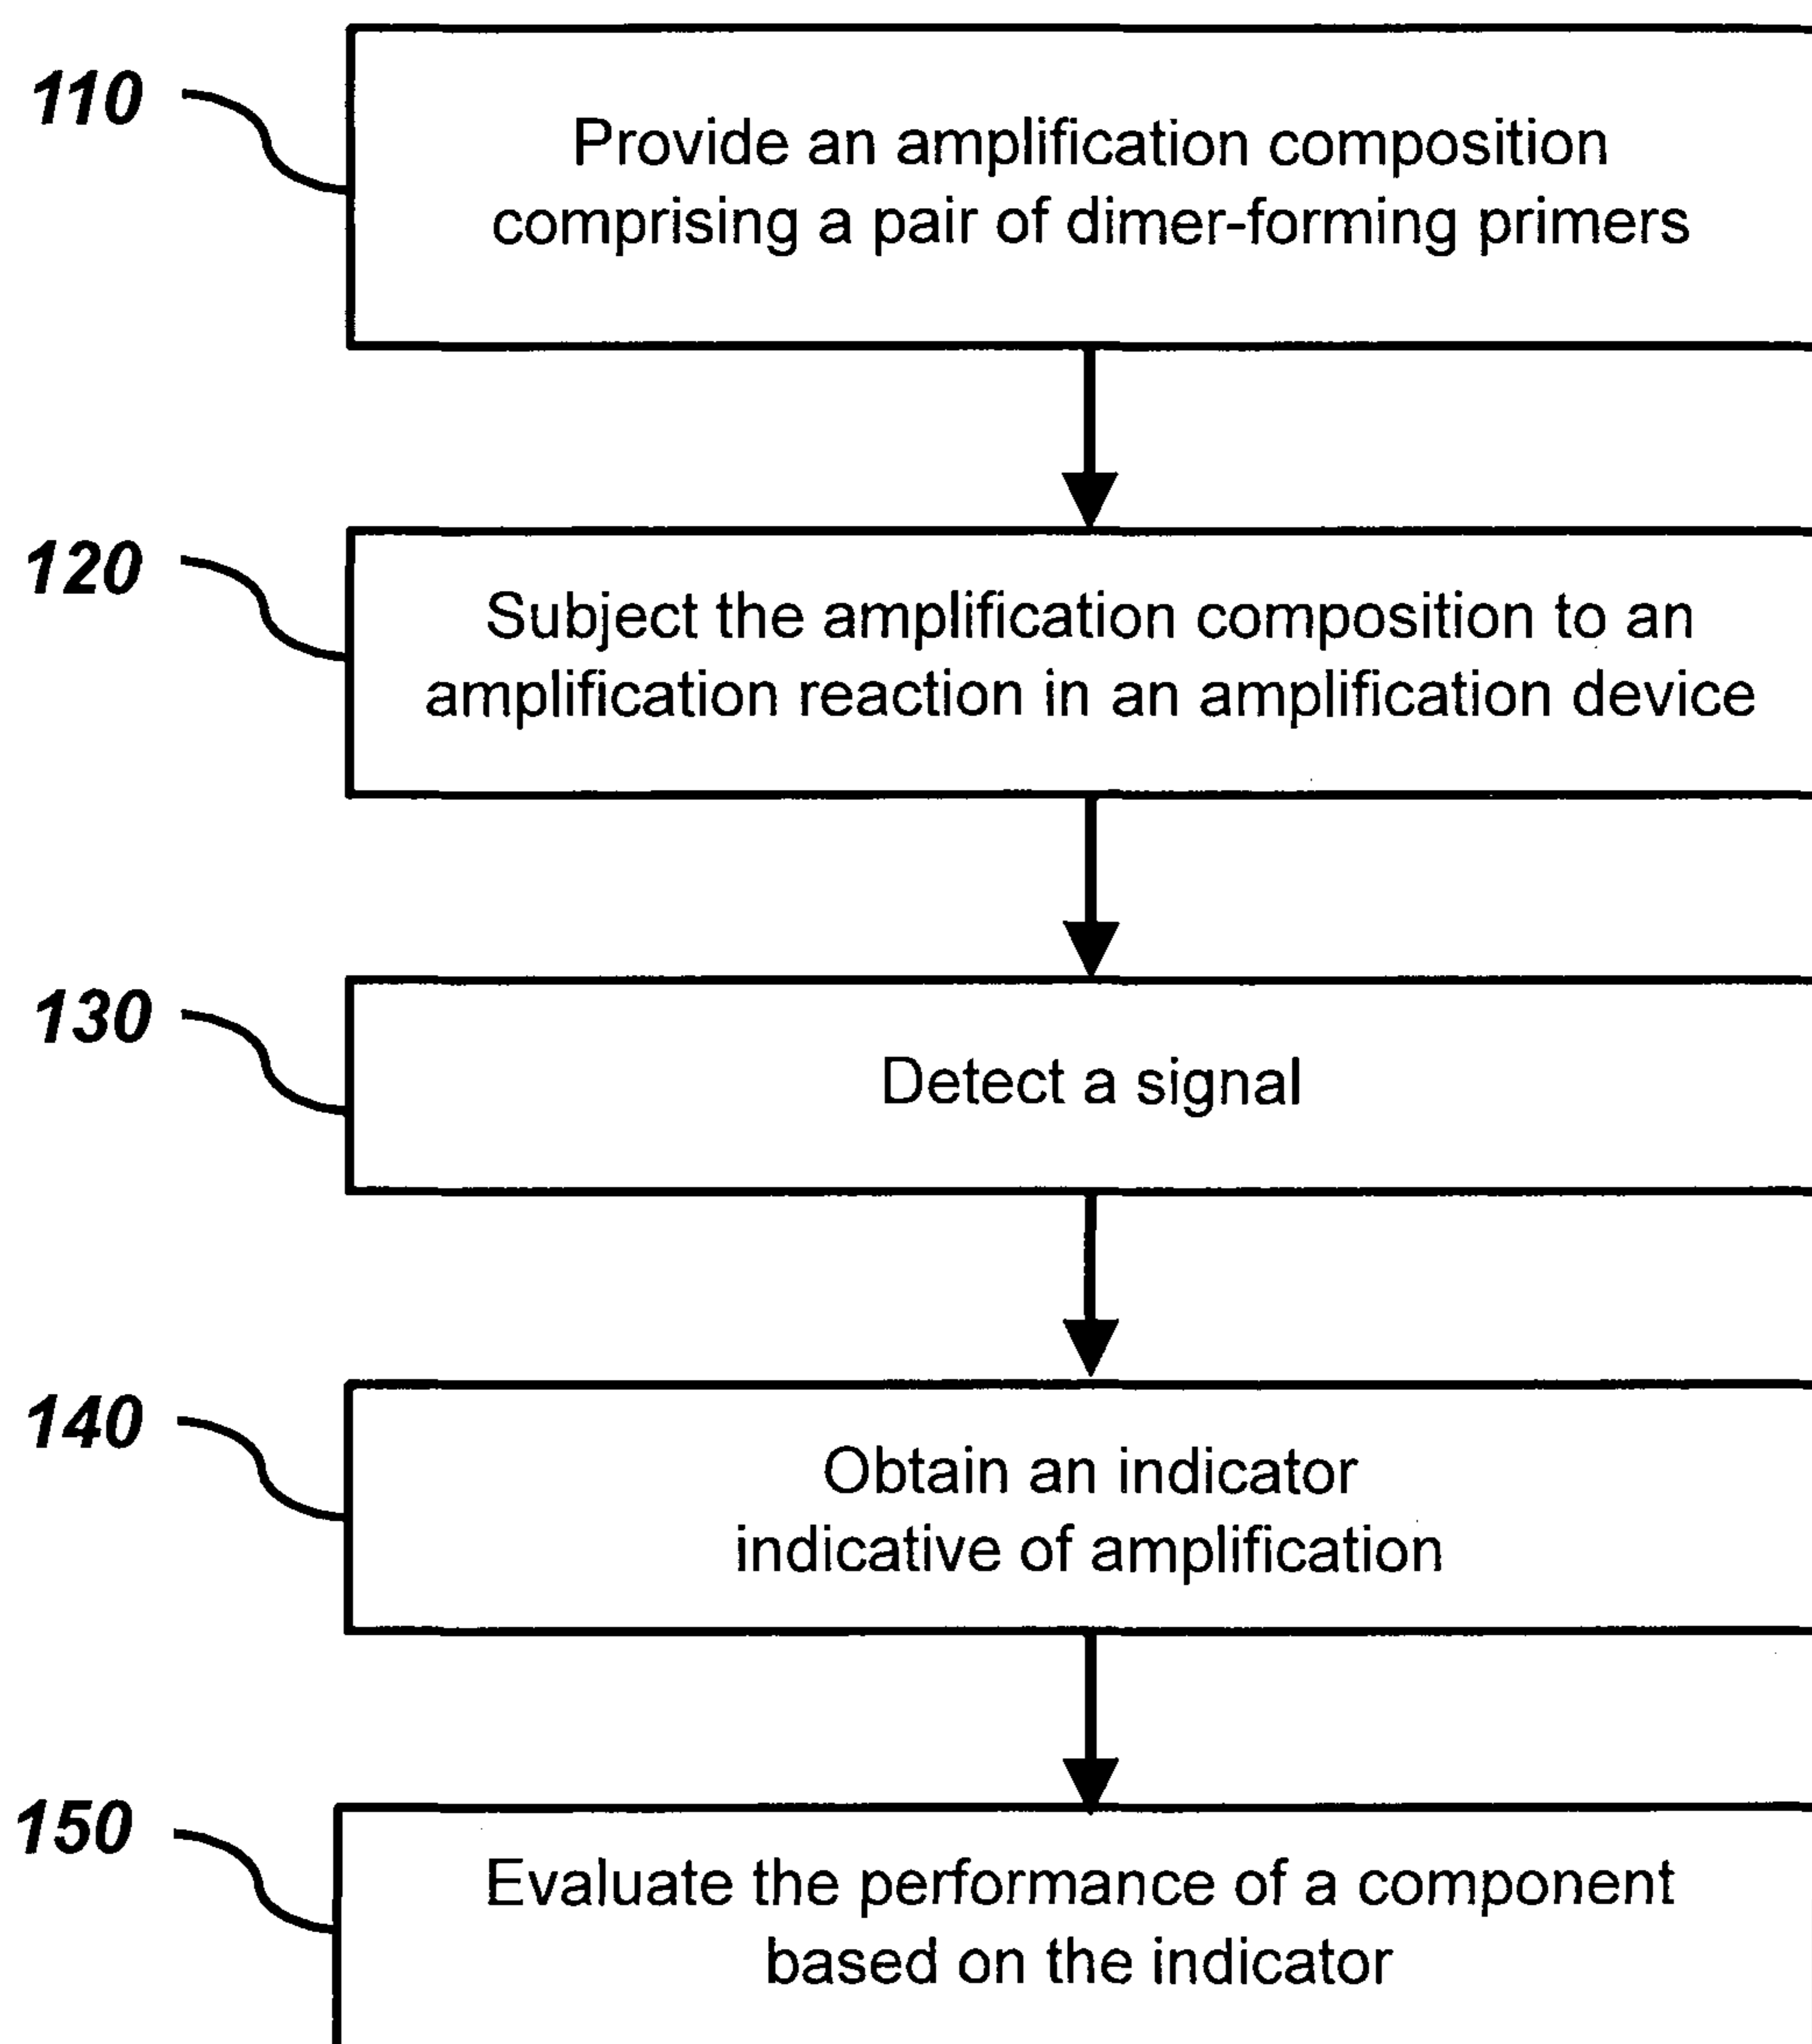 110
Provide an amplification composition
comprising a pair of dimer-forming primers
120
Subject the amplification composition to an
amplification reaction in an amplification device
130
Detect a signal
140
Obtain an indicator
indicative of amplification
150
Evaluate the performance of a component
based on the indicator